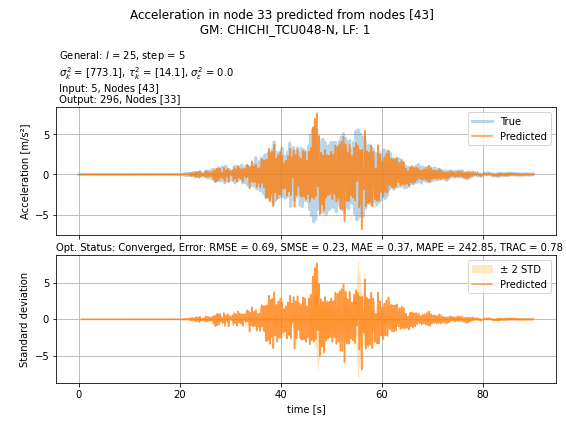 Acceleration in node 33 predicted from nodes [43]
GM: CHICHI_TCU048-N, LF: 1
General: l = 25, step = 5
σ²ₖ = [773.1], τ²ₖ = [14.1], σ²ε = 0.0
Input: 5, Nodes [43]
Output: 296, Nodes [33]
Acceleration [m/s²]
5
0
−5
True
Predicted
Opt. Status: Converged, Error: RMSE = 0.69, SMSE = 0.23, MAE = 0.37, MAPE = 242.85, TRAC = 0.78
Standard deviation
5
0
−5
± 2 STD
Predicted
0 20 40 60 80
time [s]